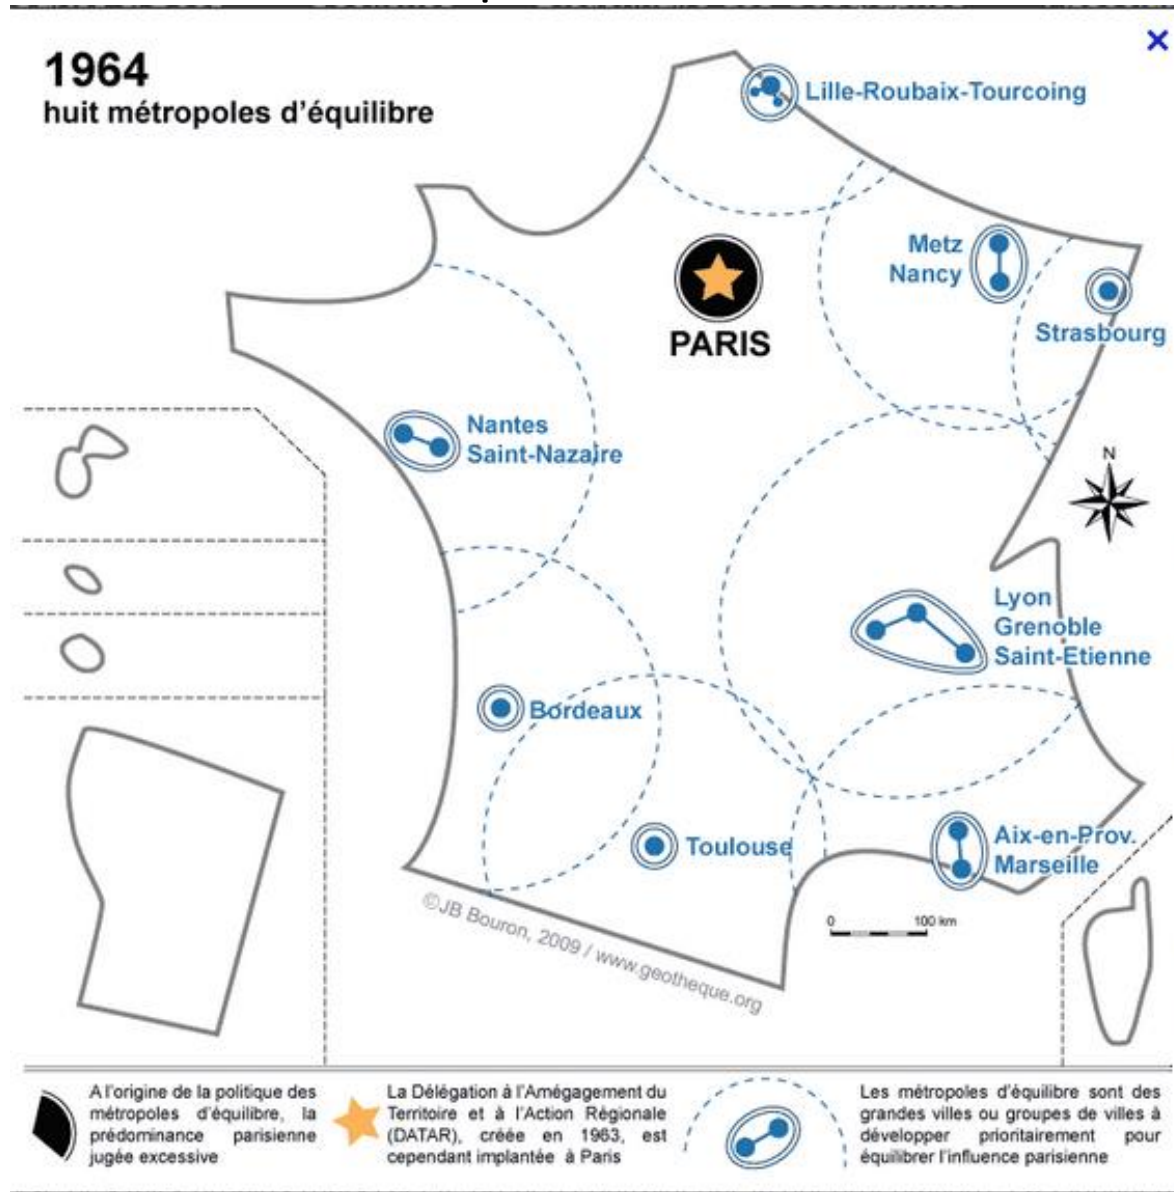 1964
huit métropoles d'équilibre
Lille-Roubaix-Tourcoing
Metz
Nancy
Strasbourg
PARIS
Nantes
Saint-Nazaire
N
Lyon
Grenoble
Saint-Etienne
Bordeaux
Toulouse
Aix-en-Prov.
Marseille
0 100 km
©JB Bouron, 2009 / www.geotheque.org
A l'origine de la politique des
métropoles d'équilibre, la
prédominance parisienne
jugée excessive
La Délégation à l'Amégagement du
Territoire et à l'Action Régionale
(DATAR), créée en 1963, est
cependant implantée à Paris
Les métropoles d'équilibre sont des
grandes villes ou groupes de villes à
développer prioritairement pour
équilibrer l'influence parisienne